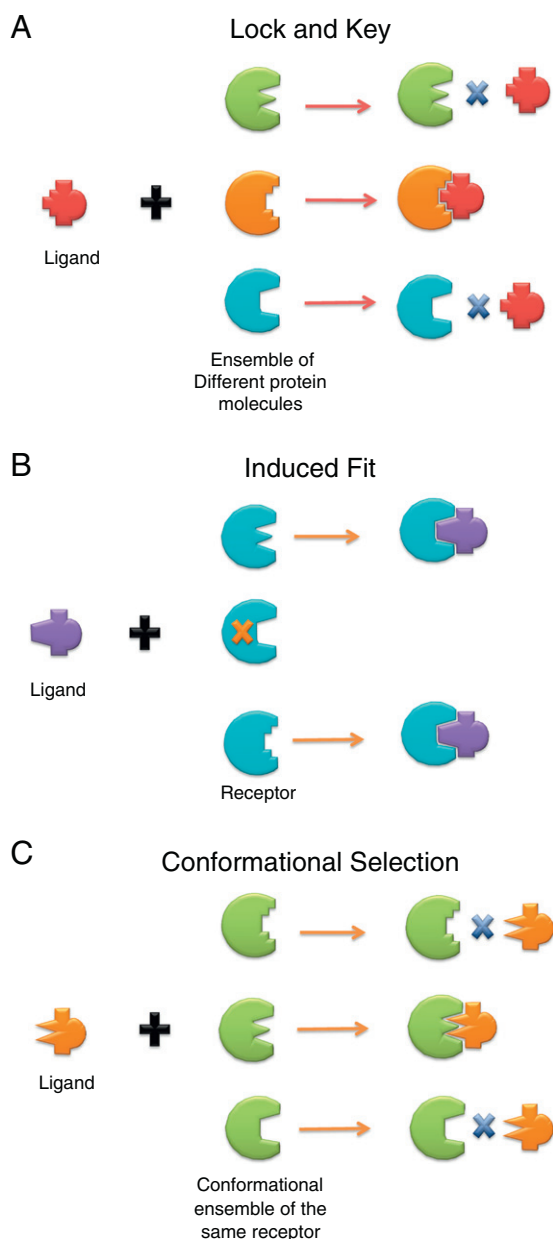 A
Lock and Key
Ligand
Ensemble of
Different protein
molecules
B
Induced Fit
Ligand
Receptor
C
Conformational Selection
Ligand
Conformational
ensemble of the
same receptor